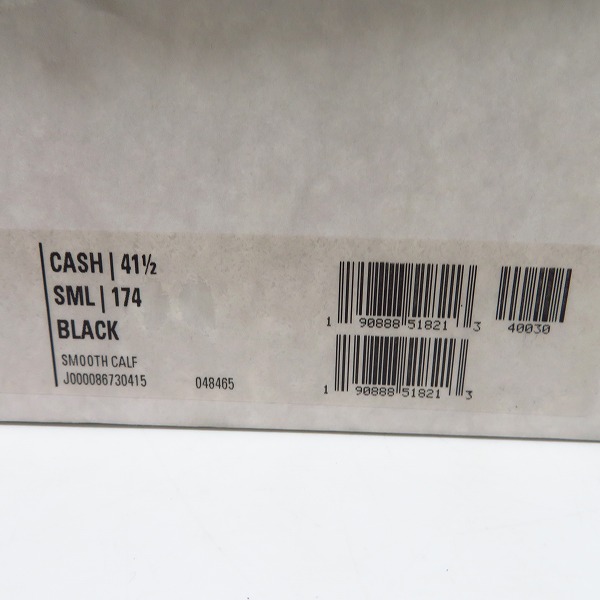 CASH | 41½
SML | 174
BLACK
SMOOTH CALF
J000086730415 048465
1 90888 51821 3
40030
1 90888 51821 3